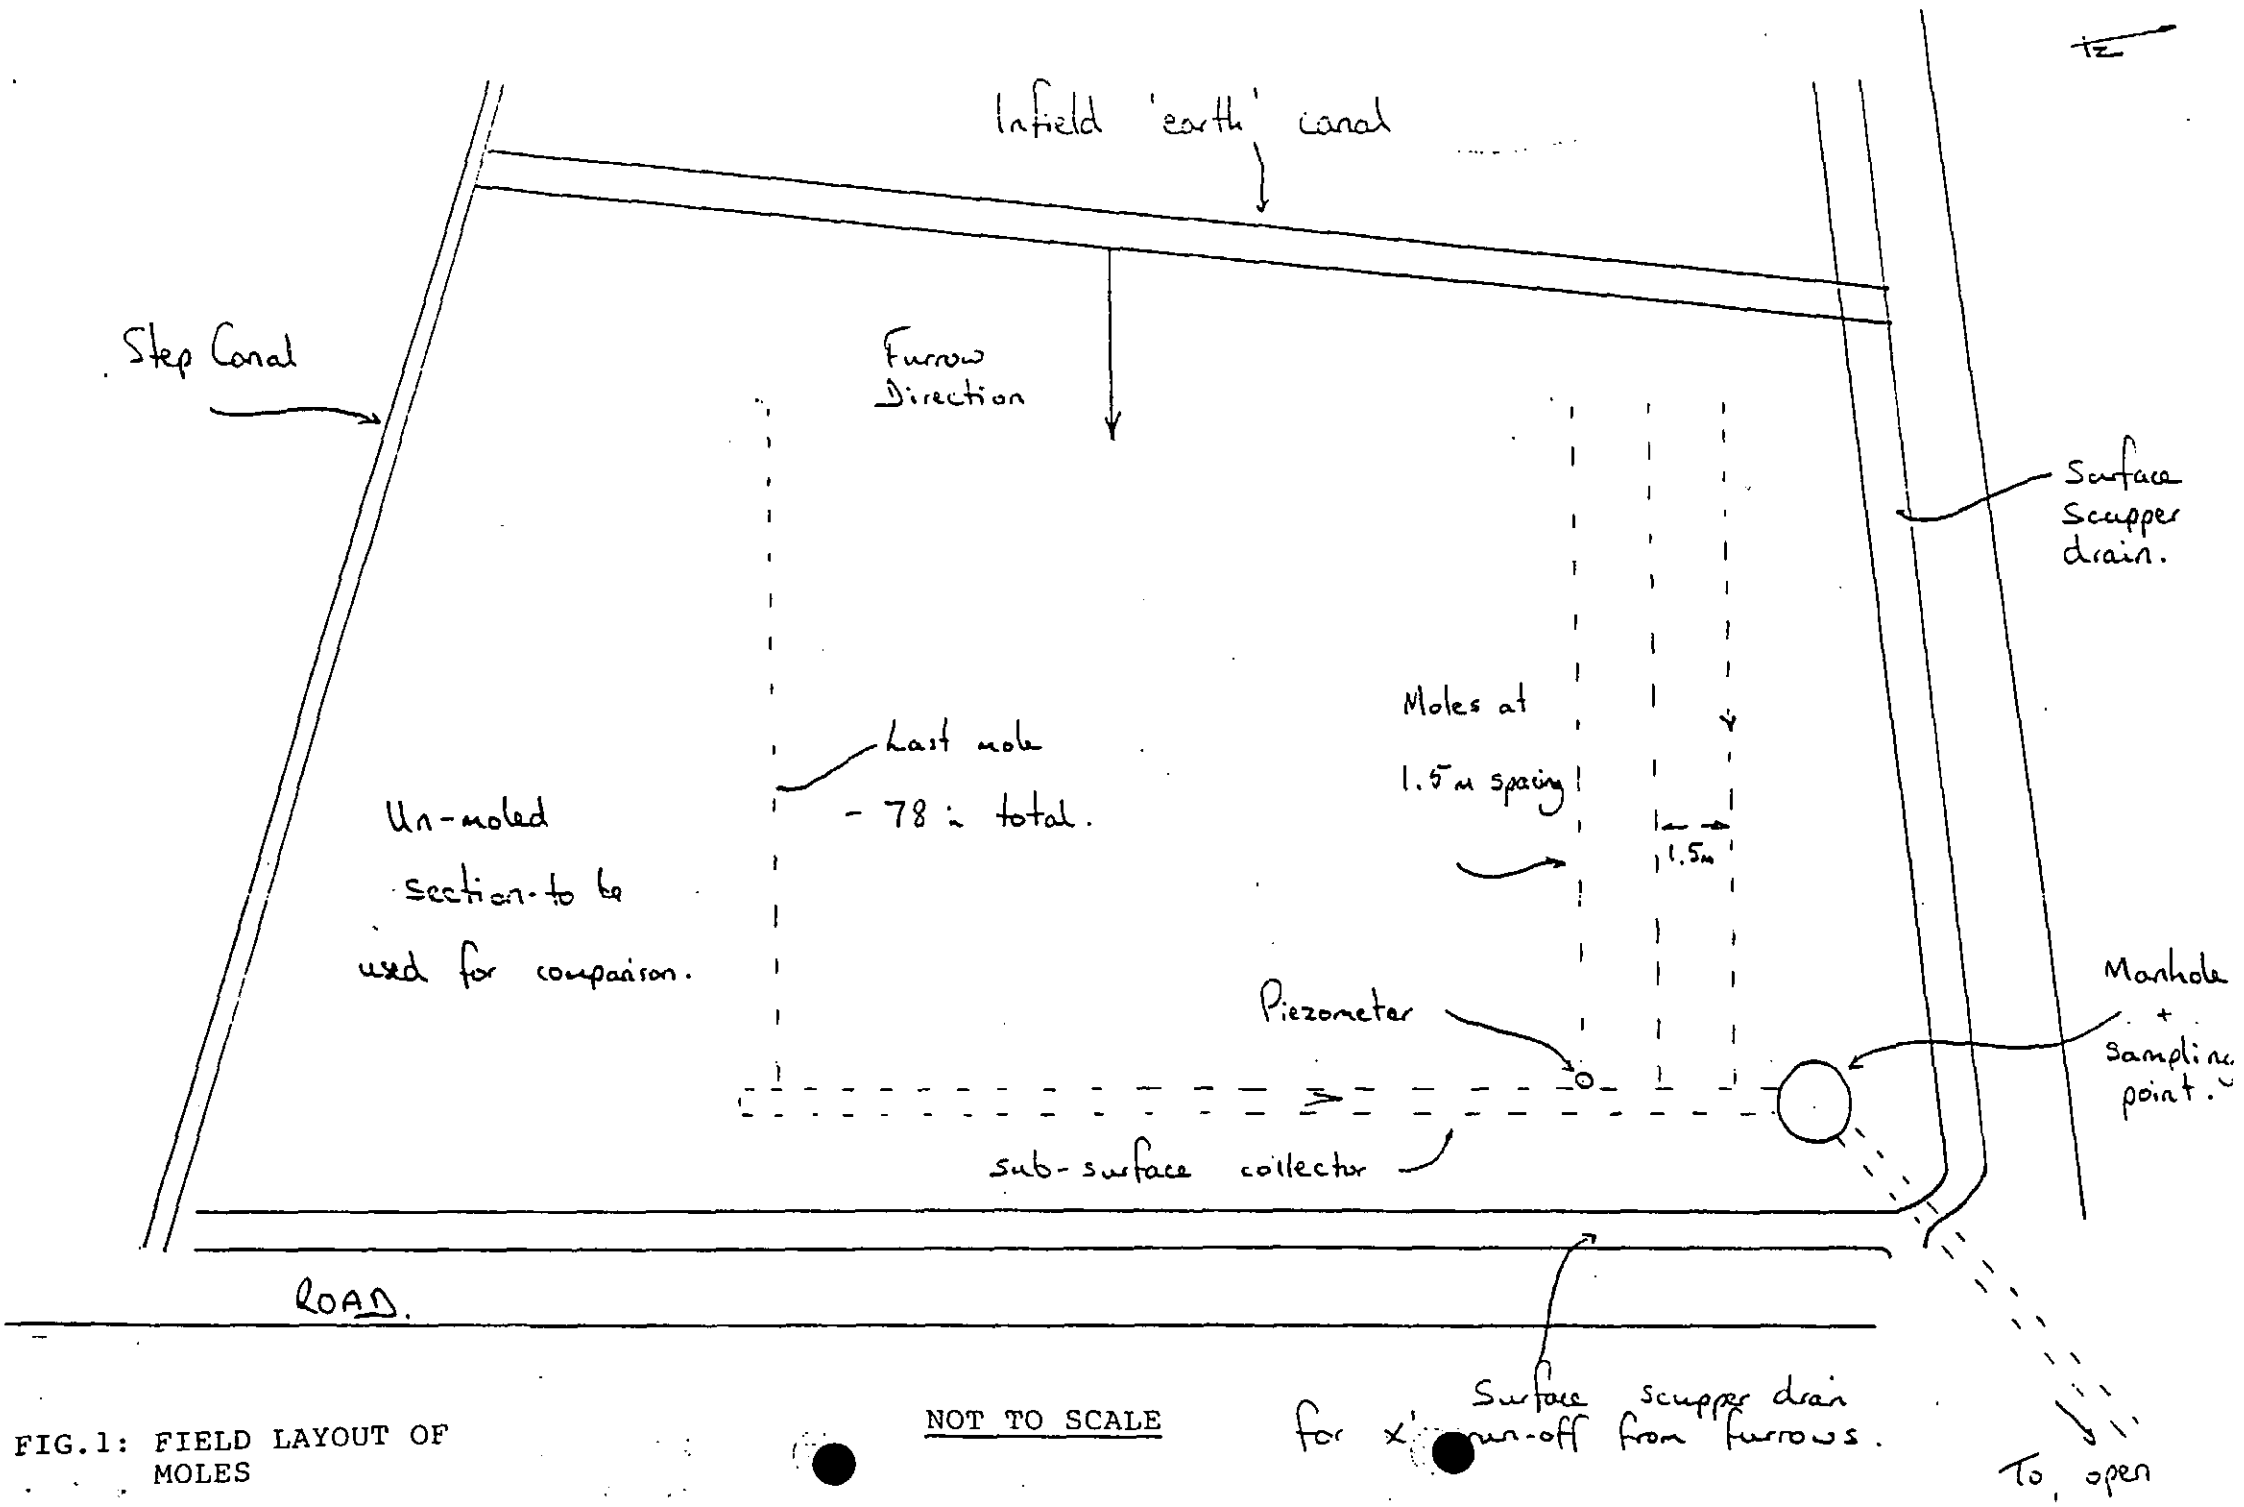 N
Infield 'earth' canal
Step Canal
Furrow
Direction
Surface
scupper
drain.
Moles at
1.5m spacing
Last mole
- 78 in total.
1.5m
Un-moled
section to be
used for comparison.
Piezometer
Manhole
+
sampling
point.
sub-surface collector
ROAD.
Surface scupper drain
for run-off from furrows.
To open
FIG.1: FIELD LAYOUT OF
MOLES
NOT TO SCALE